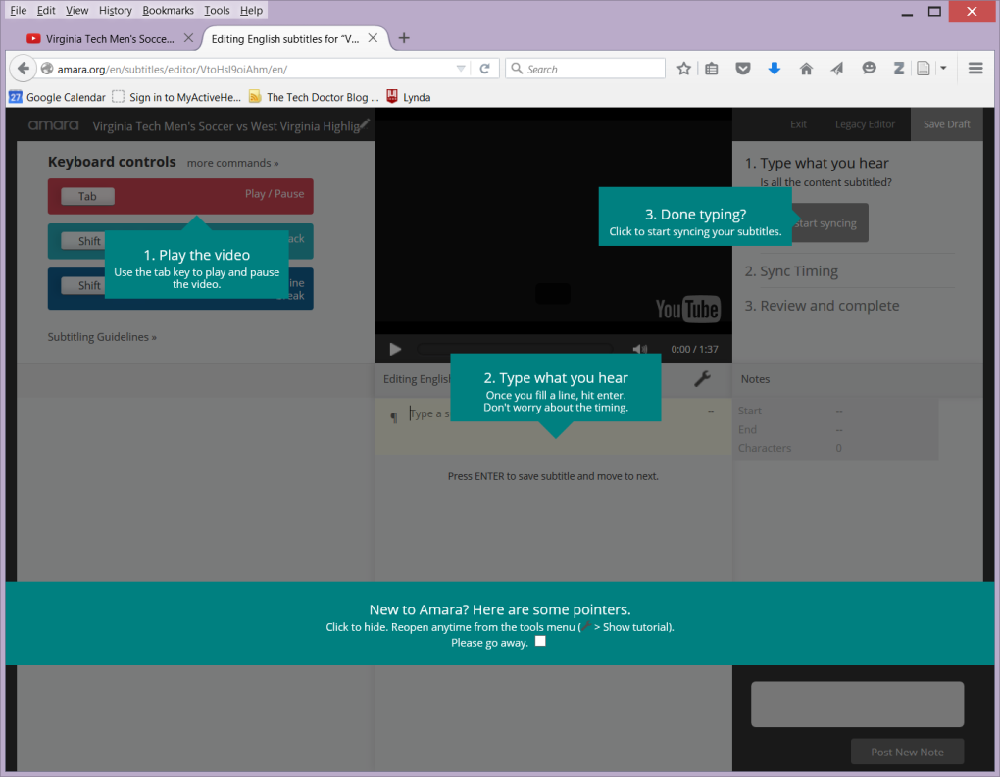 File Edit View History Bookmarks Tools Help
Virginia Tech Men's Socce... Editing English subtitles for “V...
amara.org/en/subtitles/editor/VtoHsI9oiAhm/en/ Search
27 Google Calendar Sign in to MyActiveHe... The Tech Doctor Blog ... Lynda
amara Virginia Tech Men's Soccer vs West Virginia Highlig
Exit Legacy Editor Save Draft
Keyboard controls more commands »
Tab Play / Pause
Shift
Shift
1. Play the video
Use the tab key to play and pause
the video.
Subtitling Guidelines »
YouTube
0:00 / 1:37
3. Done typing?
Click to start syncing your subtitles.
1. Type what you hear
Is all the content subtitled?
start syncing
2. Sync Timing
3. Review and complete
Editing English
2. Type what you hear
Once you fill a line, hit enter.
Don't worry about the timing.
¶ Type a s --
Press ENTER to save subtitle and move to next.
Notes
Start --
End --
Characters 0
New to Amara? Here are some pointers.
Click to hide. Reopen anytime from the tools menu ( > Show tutorial).
Please go away.
Post New Note